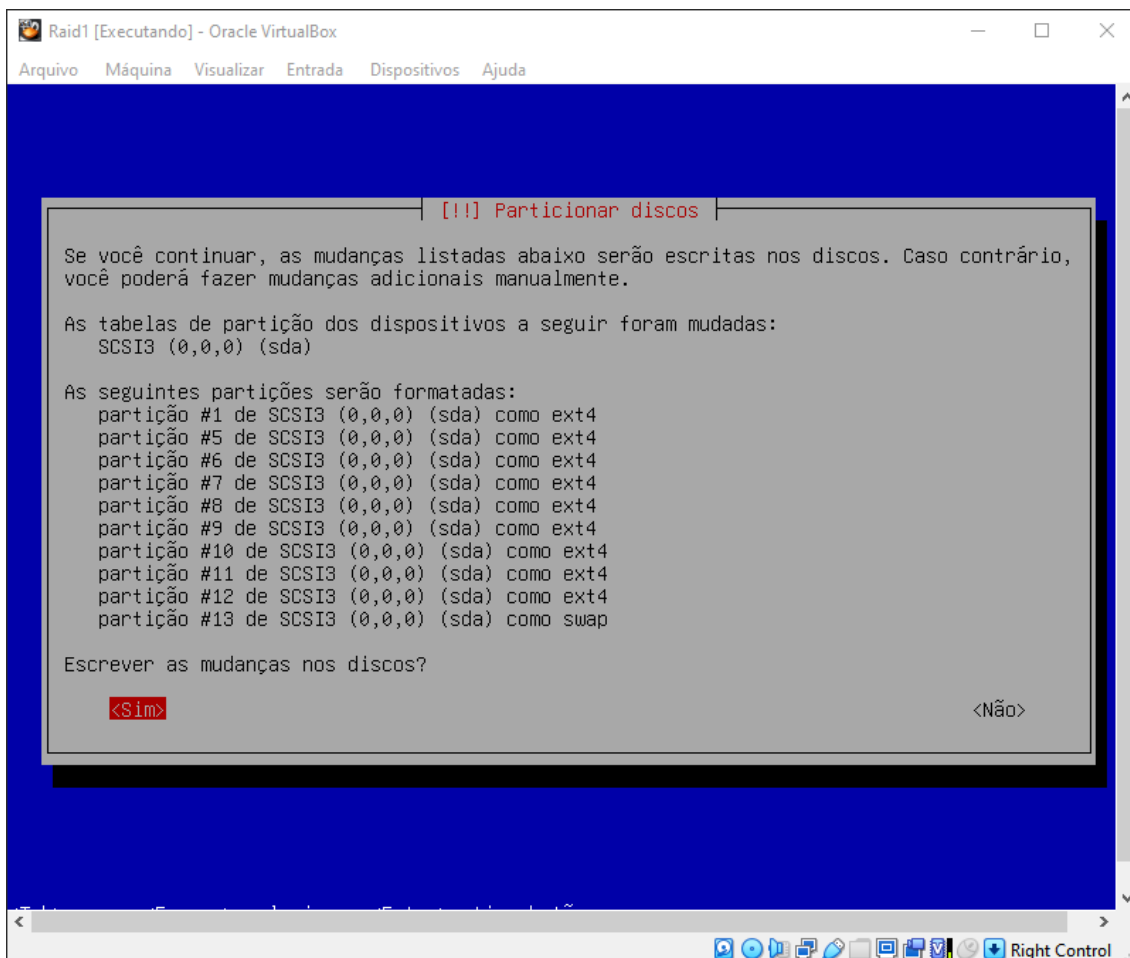 Raid1 [Executando] - Oracle VirtualBox
Arquivo Máquina Visualizar Entrada Dispositivos Ajuda
[!!] Particionar discos
Se você continuar, as mudanças listadas abaixo serão escritas nos discos. Caso contrário,
você poderá fazer mudanças adicionais manualmente.
As tabelas de partição dos dispositivos a seguir foram mudadas:
SCSI3 (0,0,0) (sda)
As seguintes partições serão formatadas:
partição #1 de SCSI3 (0,0,0) (sda) como ext4
partição #5 de SCSI3 (0,0,0) (sda) como ext4
partição #6 de SCSI3 (0,0,0) (sda) como ext4
partição #7 de SCSI3 (0,0,0) (sda) como ext4
partição #8 de SCSI3 (0,0,0) (sda) como ext4
partição #9 de SCSI3 (0,0,0) (sda) como ext4
partição #10 de SCSI3 (0,0,0) (sda) como ext4
partição #11 de SCSI3 (0,0,0) (sda) como ext4
partição #12 de SCSI3 (0,0,0) (sda) como ext4
partição #13 de SCSI3 (0,0,0) (sda) como swap
Escrever as mudanças nos discos?
<Sim> <Não>
Right Control